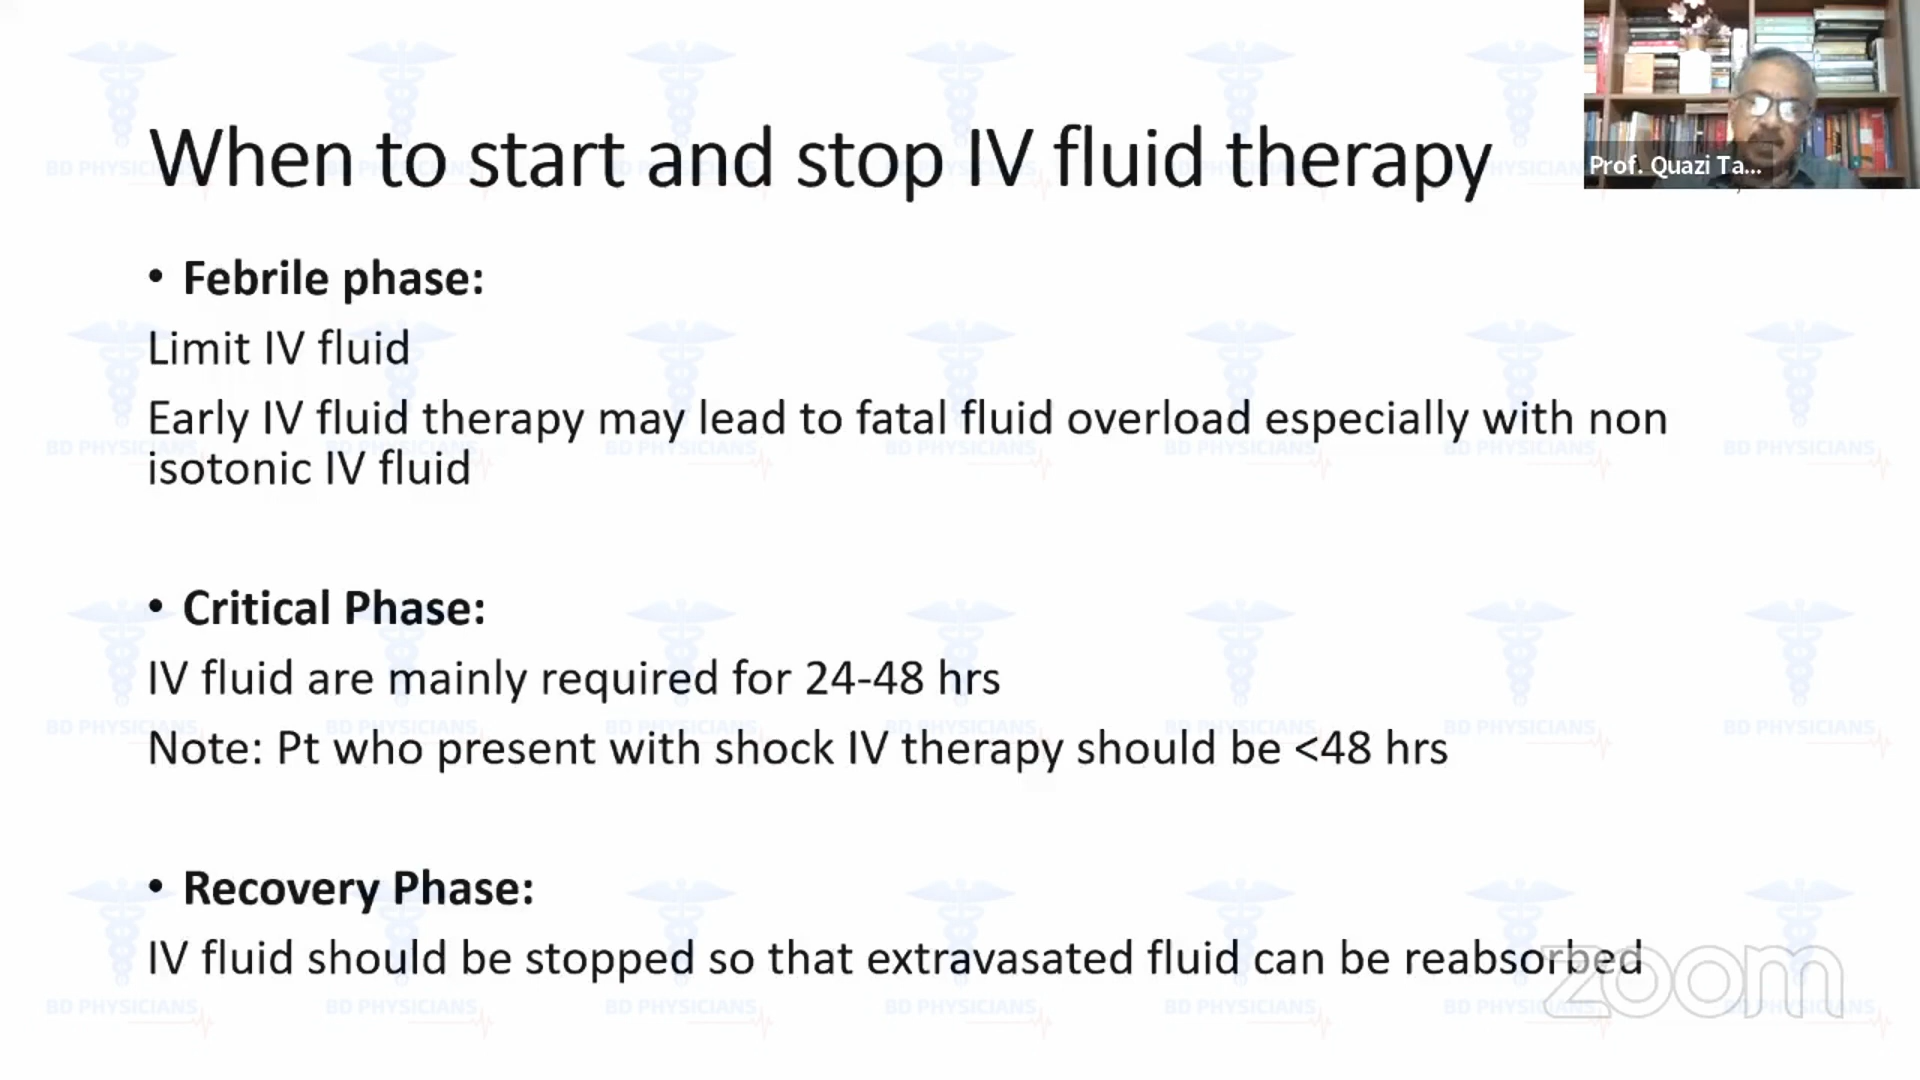 When to start and stop IV fluid therapy
Prof. Quazi Ta...
• Febrile phase:
Limit IV fluid
Early IV fluid therapy may lead to fatal fluid overload especially with non
isotonic IV fluid
• Critical Phase:
IV fluid are mainly required for 24-48 hrs
Note: Pt who present with shock IV therapy should be <48 hrs
• Recovery Phase:
IV fluid should be stopped so that extravasated fluid can be reabsorbed
zoom
BD PHYSICIANS